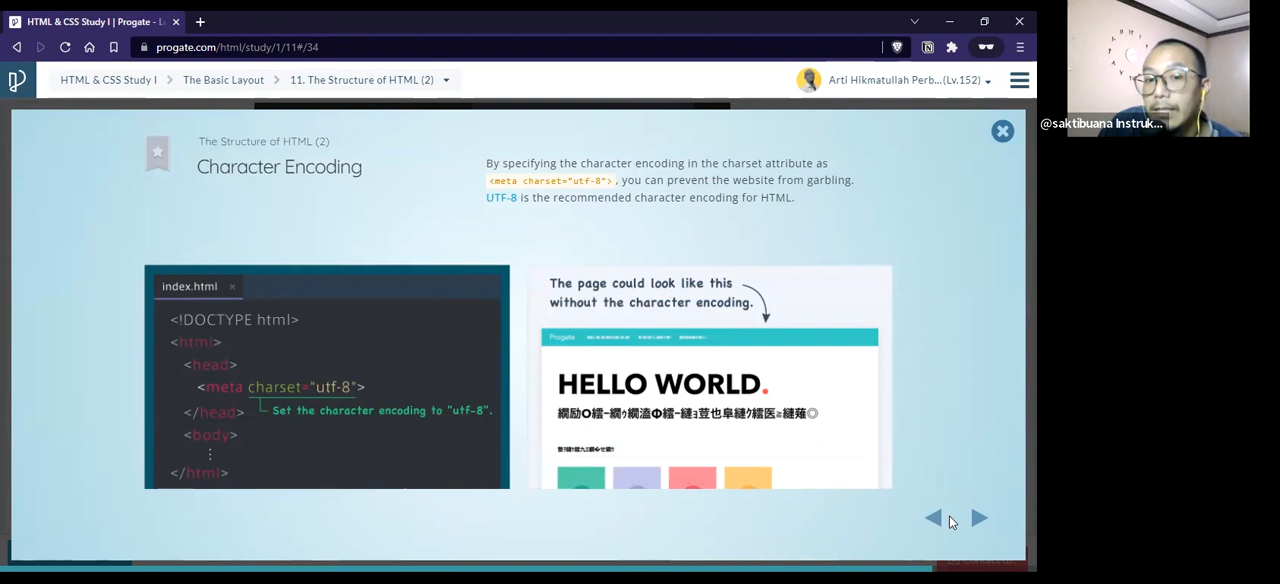 HTML & CSS Study I | Progate - L
progate.com/html/study/1/11#/34
HTML & CSS Study I
The Basic Layout
11. The Structure of HTML (2)
Arti Hikmatullah Perb...(Lv.152)
@saktibuana Instruk...
The Structure of HTML (2)
Character Encoding
By specifying the character encoding in the charset attribute as
<meta charset="utf-8">, you can prevent the website from garbling.
UTF-8 is the recommended character encoding for HTML.
index.html
<!DOCTYPE html>
<html>
<head>
<meta charset="utf-8">
</head>
Set the character encoding to "utf-8".
<body>
⋮
</html>
The page could look like this
without the character encoding.
Progate
HELLO WORLD.